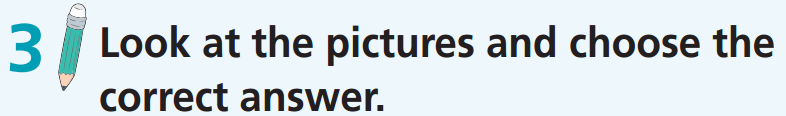 3 Look at the pictures and choose the
correct answer.